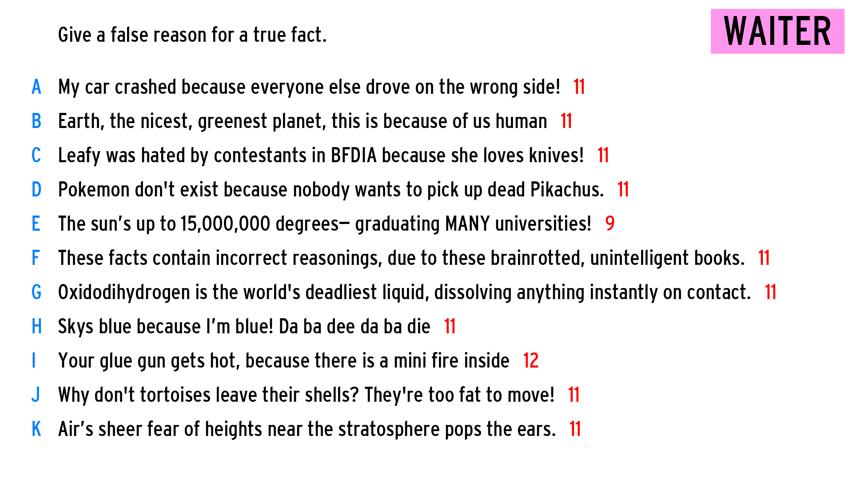 Give a false reason for a true fact.
WAITER
A My car crashed because everyone else drove on the wrong side! 11
B Earth, the nicest, greenest planet, this is because of us human 11
C Leafy was hated by contestants in BFDIA because she loves knives! 11
D Pokemon don't exist because nobody wants to pick up dead Pikachus. 11
E The sun's up to 15,000,000 degrees– graduating MANY universities! 9
F These facts contain incorrect reasonings, due to these brainrotted, unintelligent books. 11
G Oxidodihydrogen is the world's deadliest liquid, dissolving anything instantly on contact. 11
H Skys blue because I'm blue! Da ba dee da ba die 11
I Your glue gun gets hot, because there is a mini fire inside 12
J Why don't tortoises leave their shells? They're too fat to move! 11
K Air's sheer fear of heights near the stratosphere pops the ears. 11